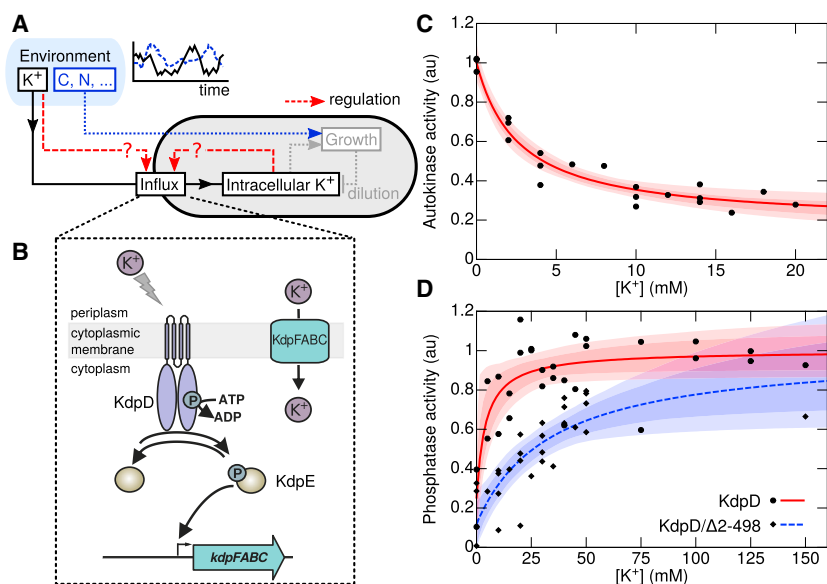 A
Environment
K+
C, N, ...
time
regulation
?
?
Growth
Influx
Intracellular K+
dilution
B
K+
K+
periplasm
cytoplasmic
membrane
cytoplasm
KdpFABC
KdpD
P
ATP
ADP
K+
P
KdpE
kdpFABC
C
Autokinase activity (au)
1.2
1
0.8
0.6
0.4
0.2
0
0
5
10
15
20
[K+] (mM)
D
Phosphatase activity (au)
1.2
1
0.8
0.6
0.4
0.2
0
KdpD
KdpD/Δ2-498
0
25
50
75
100
125
150
[K+] (mM)